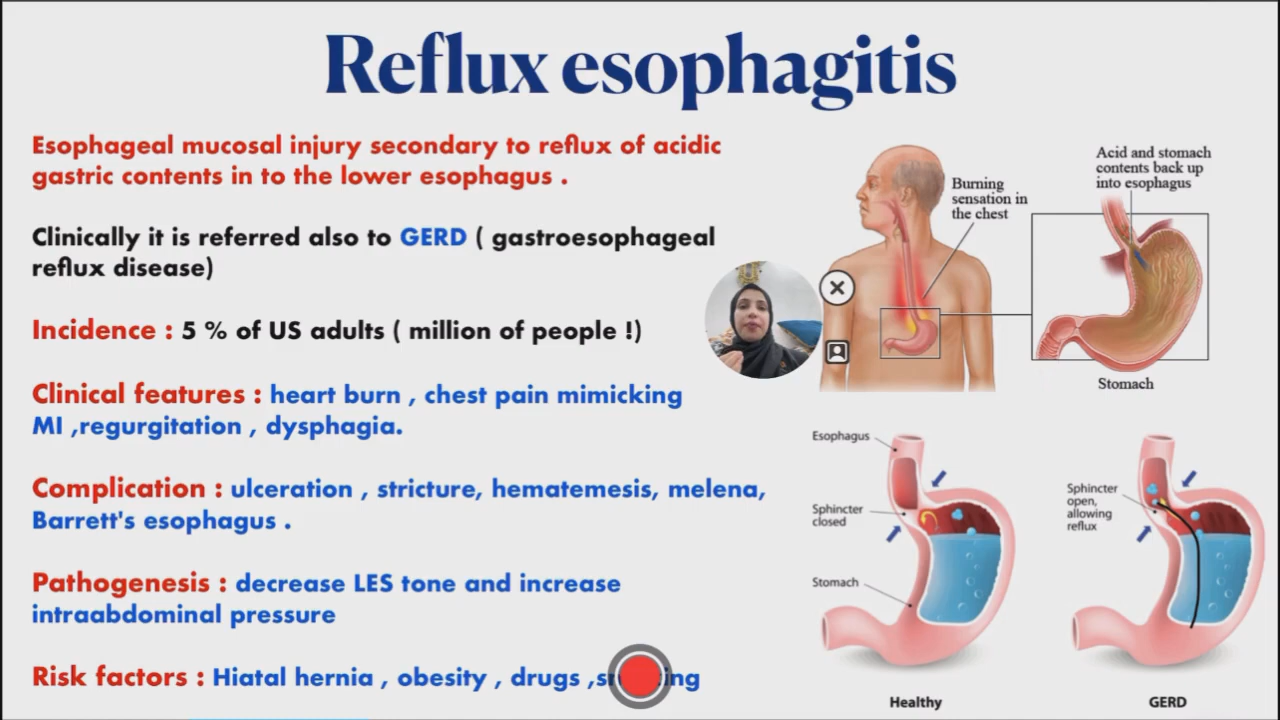 Reflux esophagitis
Esophageal mucosal injury secondary to reflux of acidic
gastric contents in to the lower esophagus .
Clinically it is referred also to GERD ( gastroesophageal
reflux disease)
Incidence : 5 % of US adults ( million of people !)
Clinical features : heart burn , chest pain mimicking
MI ,regurgitation , dysphagia.
Complication : ulceration , stricture, hematemesis, melena,
Barrett's esophagus .
Pathogenesis : decrease LES tone and increase
intraabdominal pressure
Risk factors : Hiatal hernia , obesity , drugs ,
Burning
sensation in
the chest
Acid and stomach
contents back up
into esophagus
Stomach
Esophagus
Sphincter
closed
Stomach
Healthy
Sphincter
open,
allowing
reflux
GERD